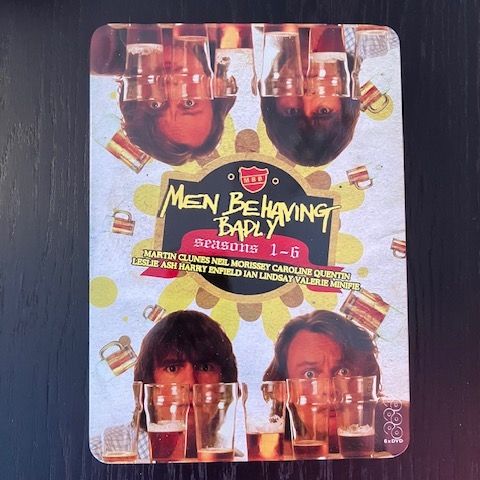 MBB
MEN BEHAVING
BADLY
seasons 1-6
MARTIN CLUNES NEIL MORISSEY CAROLINE QUENTIN
LESLIE ASH HARRY ENFIELD IAN LINDSAY VALERIE MINIFIE
6xDVD